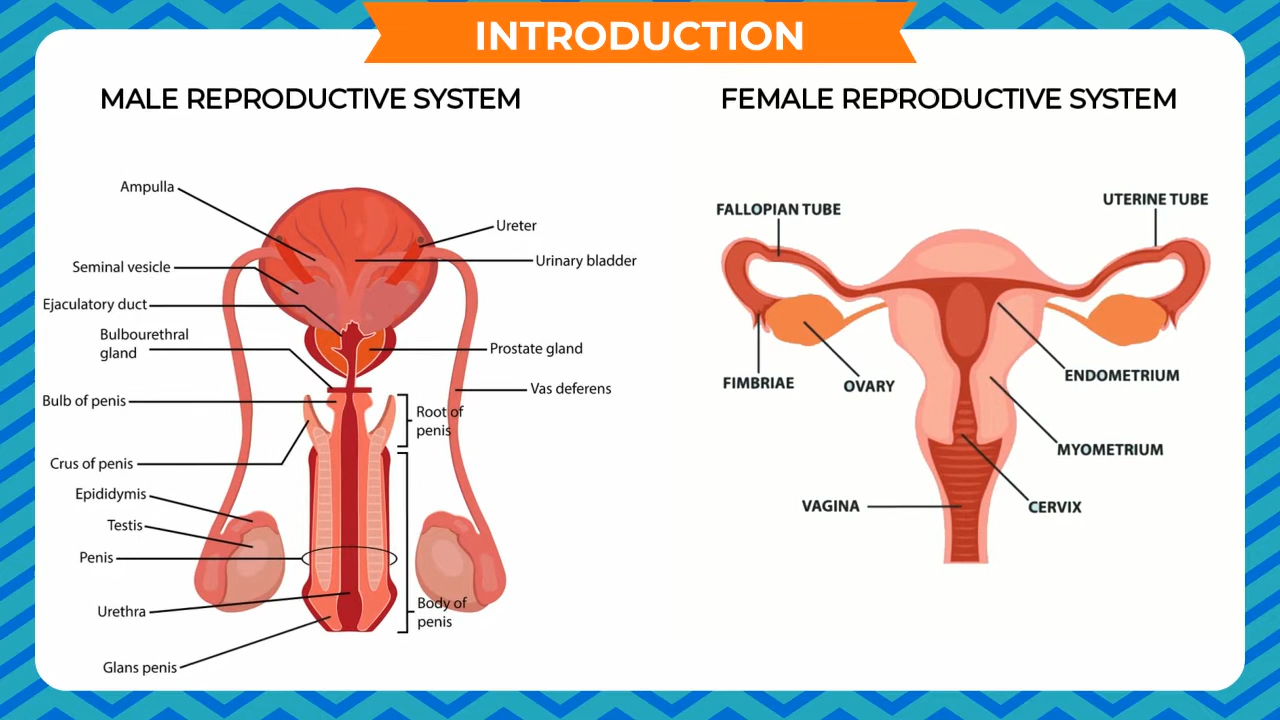 INTRODUCTION
MALE REPRODUCTIVE SYSTEM
Ampulla
Seminal vesicle
Ejaculatory duct
Bulbourethral
gland
Bulb of penis
Crus of penis
Epididymis
Testis
Penis
Urethra
Glans penis
Ureter
Urinary bladder
Prostate gland
Vas deferens
Root of
penis
Body of
penis
FEMALE REPRODUCTIVE SYSTEM
FALLOPIAN TUBE
UTERINE TUBE
FIMBRIAE
OVARY
ENDOMETRIUM
MYOMETRIUM
VAGINA
CERVIX